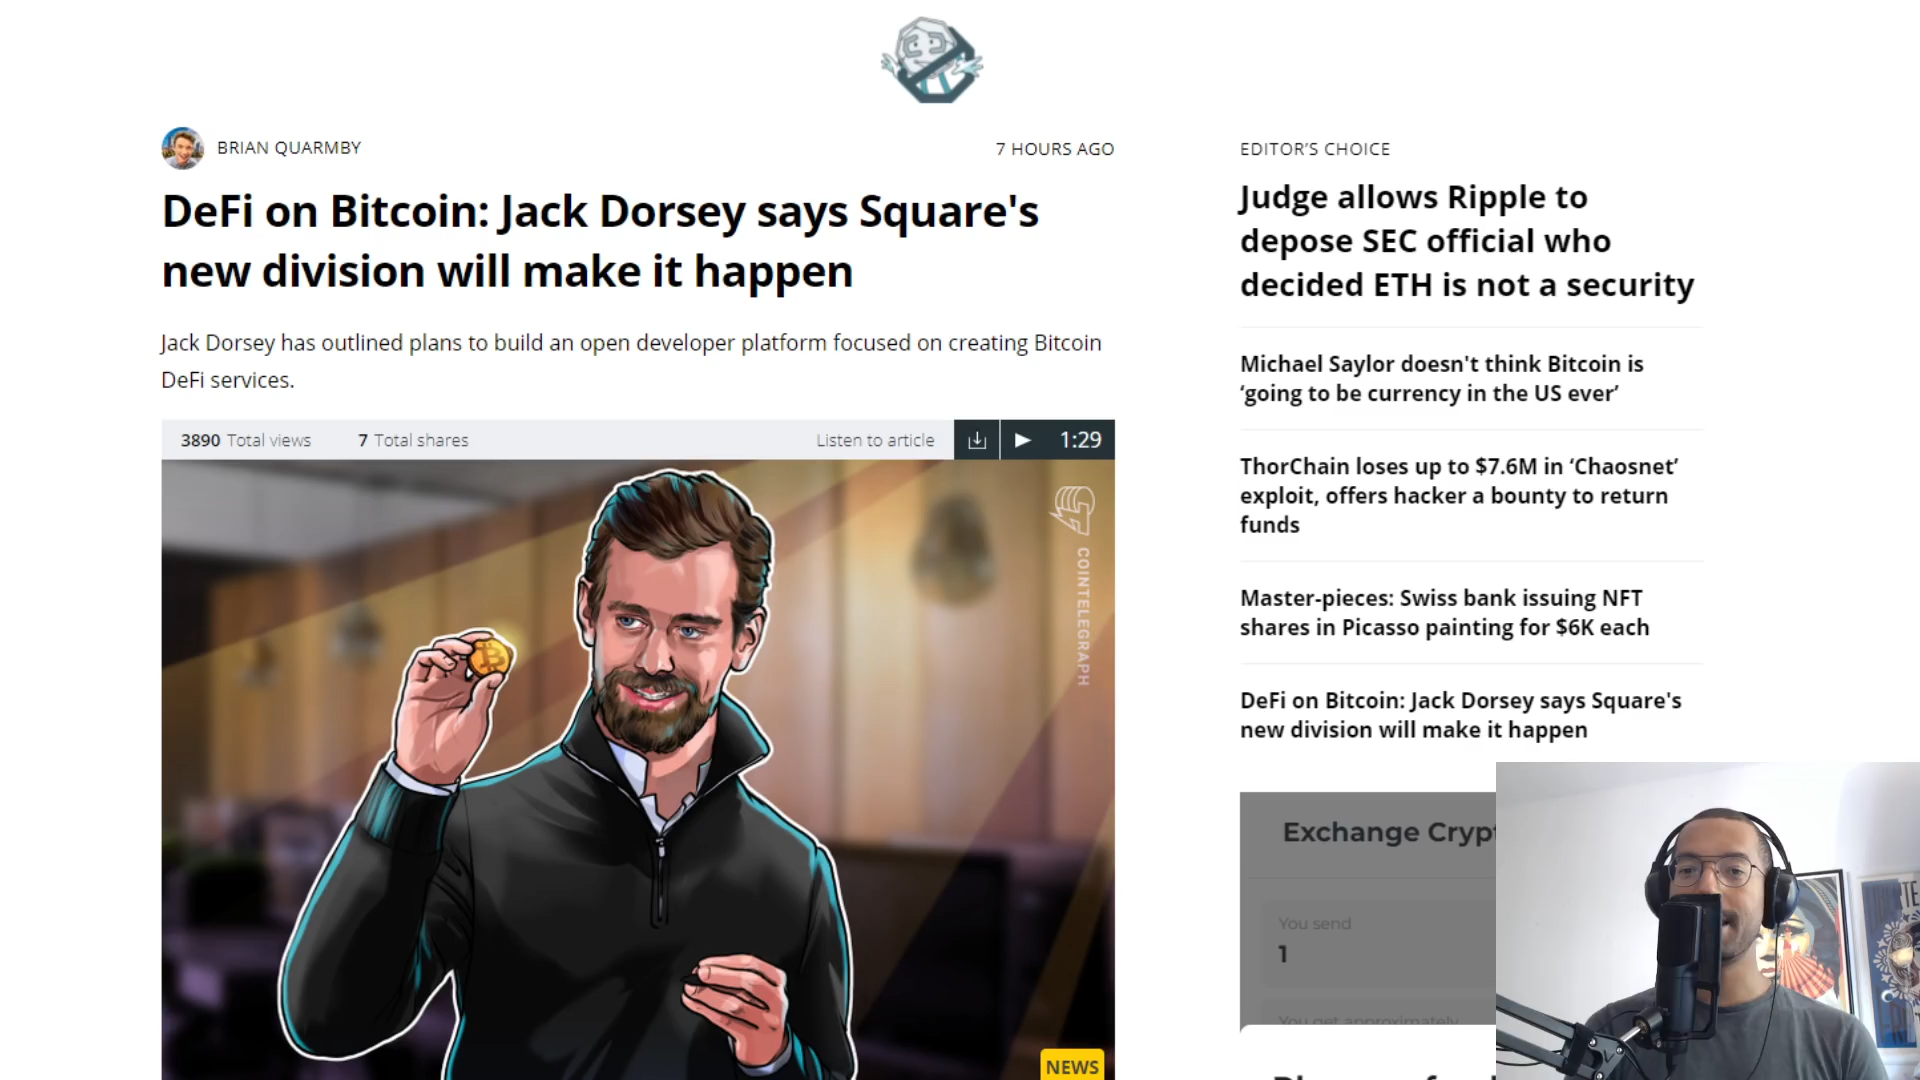 BRIAN QUARMBY
7 HOURS AGO
DeFi on Bitcoin: Jack Dorsey says Square's
new division will make it happen
Jack Dorsey has outlined plans to build an open developer platform focused on creating Bitcoin
DeFi services.
3890 Total views 7 Total shares Listen to article 1:29
COINTELEGRAPH
NEWS
EDITOR’S CHOICE
Judge allows Ripple to
depose SEC official who
decided ETH is not a security
Michael Saylor doesn't think Bitcoin is
‘going to be currency in the US ever’
ThorChain loses up to $7.6M in ‘Chaosnet’
exploit, offers hacker a bounty to return
funds
Master-pieces: Swiss bank issuing NFT
shares in Picasso painting for $6K each
DeFi on Bitcoin: Jack Dorsey says Square's
new division will make it happen
Exchange Crypt
You send
1
You get approximately